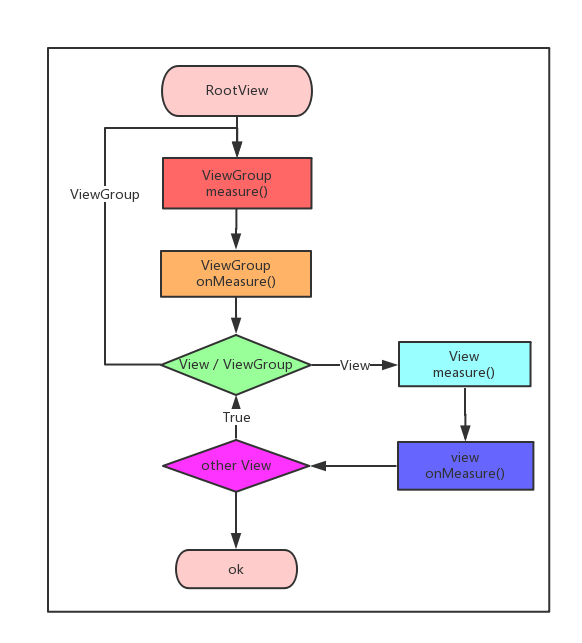 RootView
ViewGroup
measure()
ViewGroup
ViewGroup
onMeasure()
View / ViewGroup
View
View
measure()
True
other View
view
onMeasure()
ok